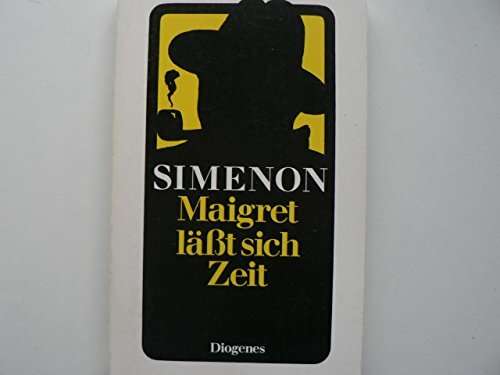 SIMENON
Maigret
läßt sich
Zeit
Diogenes